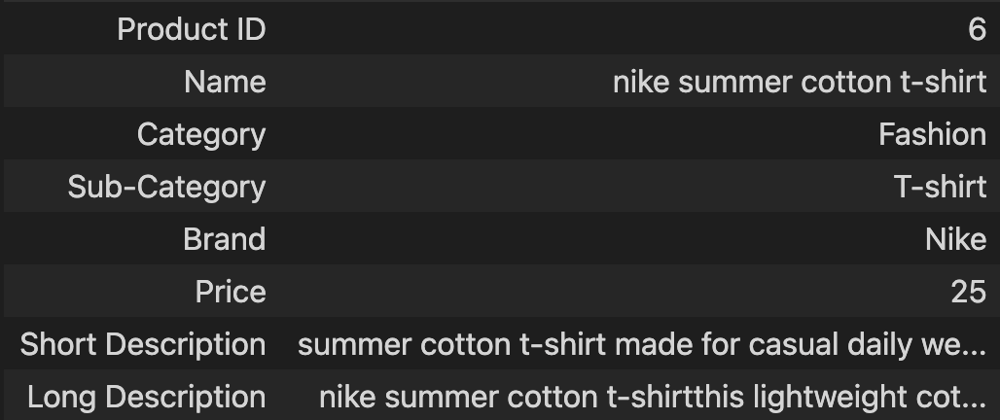 Product ID 6
Name nike summer cotton t-shirt
Category Fashion
Sub-Category T-shirt
Brand Nike
Price 25
Short Description summer cotton t-shirt made for casual daily we...
Long Description nike summer cotton t-shirtthis lightweight cot...